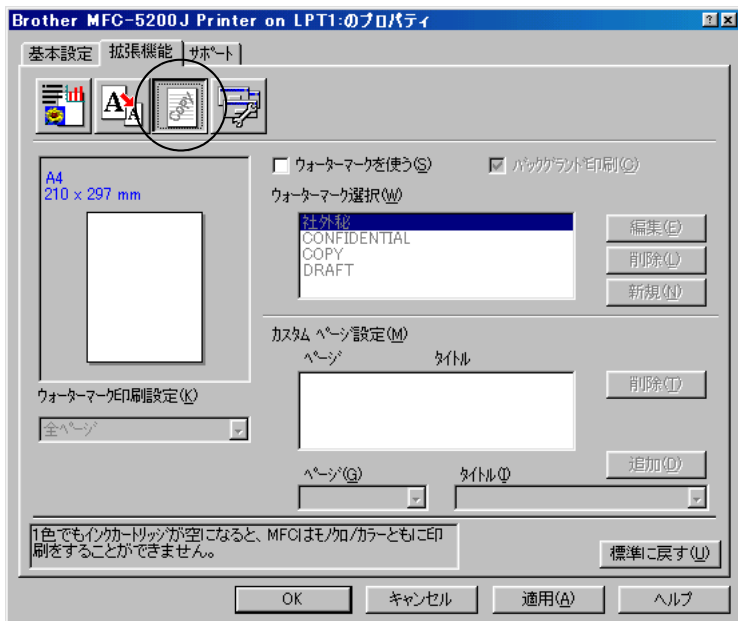 Brother MFC-5200J Printer on LPT1:のプロパティ
基本設定 拡張機能 サポート
COPY
A4
210 x 297 mm
ウォーターマークを使う(S) バックグランド印刷(C)
ウォーターマーク選択(W)
社外秘
CONFIDENTIAL
COPY
DRAFT
編集(E)
削除(L)
新規(N)
ウォーターマーク印刷設定(K)
全ページ
カスタム ページ設定(M)
ページ タイトル
削除(T)
追加(D)
ページ(G) タイトル(I)
1色でもインクカートリッジが空になると、MFCはモノクロ/カラーともに印
刷をすることができません。
標準に戻す(U)
OK キャンセル 適用(A) ヘルプ